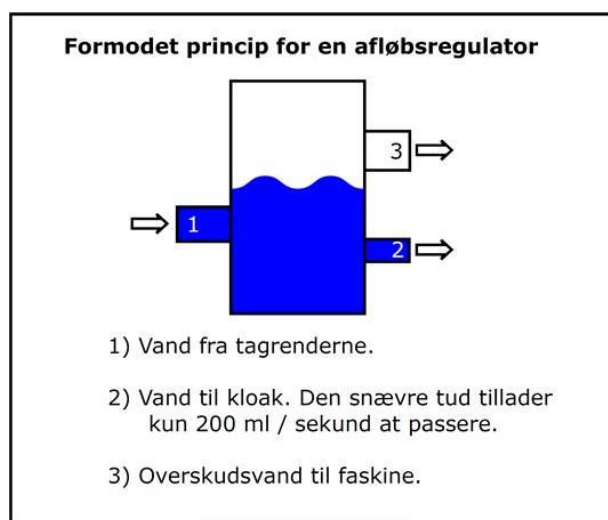 Formodet princip for en afløbsregulator
3
1
2
1) Vand fra tagrenderne.
2) Vand til kloak. Den snævre tud tillader
kun 200 ml / sekund at passere.
3) Overskudsvand til faskine.